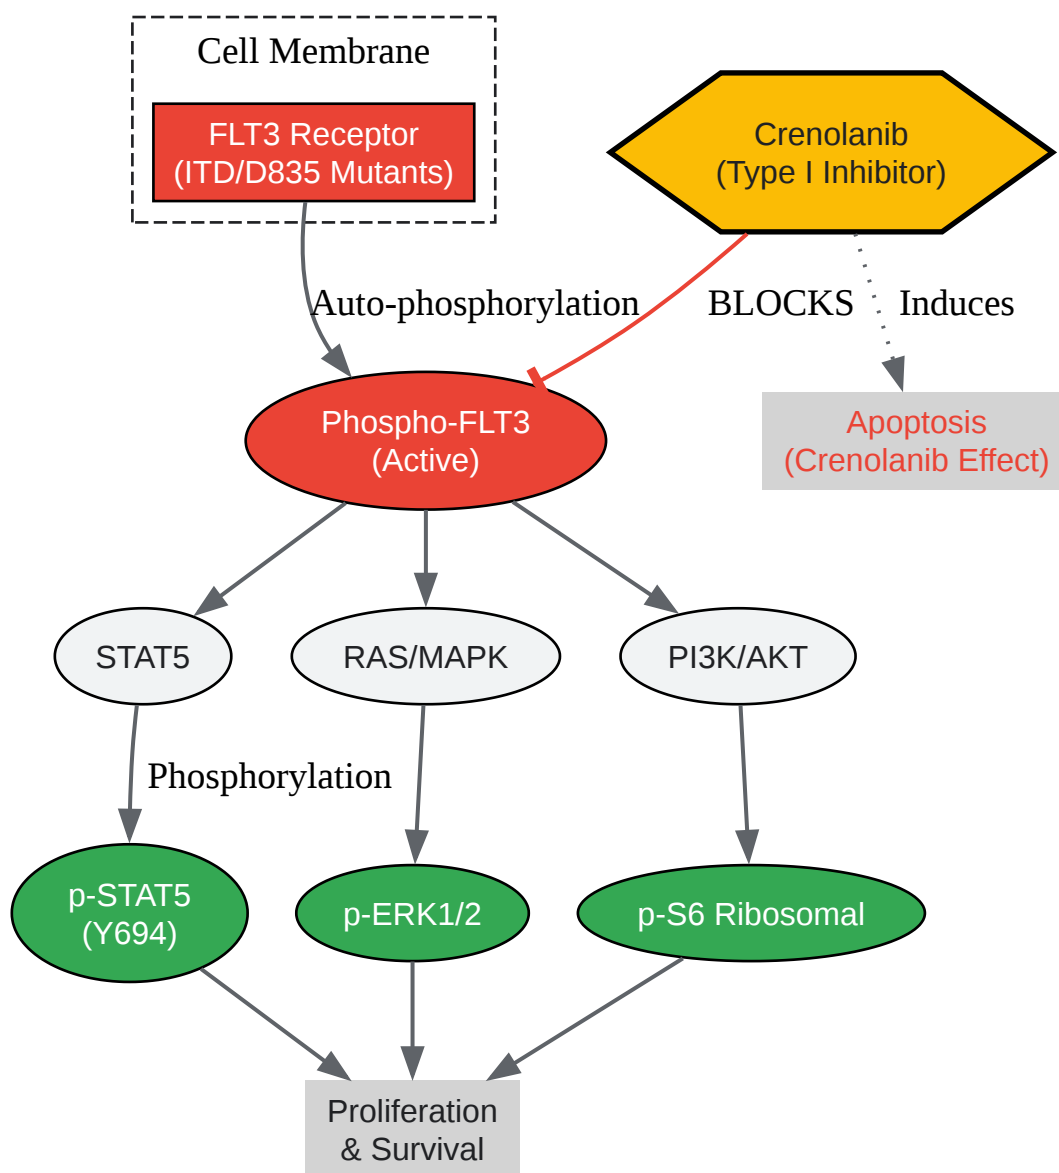 Cell Membrane
FLT3 Receptor
(ITD/D835 Mutants)
Crenolanib
(Type I Inhibitor)
Auto-phosphorylation
BLOCKS
Induces
Phospho-FLT3
(Active)
Apoptosis
(Crenolanib Effect)
STAT5
RAS/MAPK
PI3K/AKT
Phosphorylation
p-STAT5
(Y694)
p-ERK1/2
p-S6 Ribosomal
Proliferation
& Survival